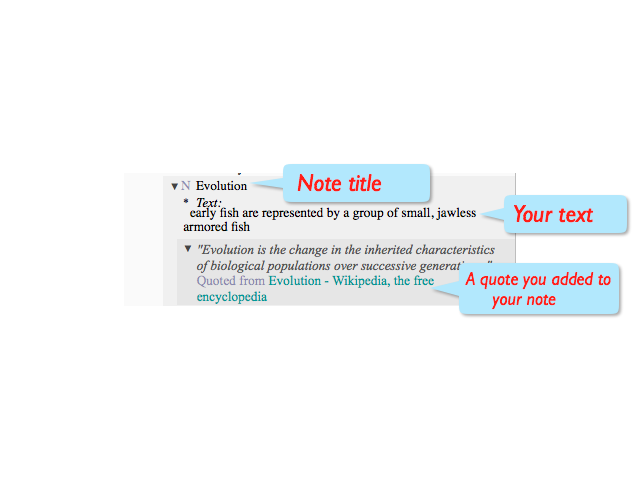 ▼ N Evolution
Note title
* Text:
early fish are represented by a group of small, jawless
armored fish
Your text
▼ "Evolution is the change in the inherited characteristics
of biological populations over successive
Quoted from Evolution - Wikipedia, the free
encyclopedia
A quote you added to
your note